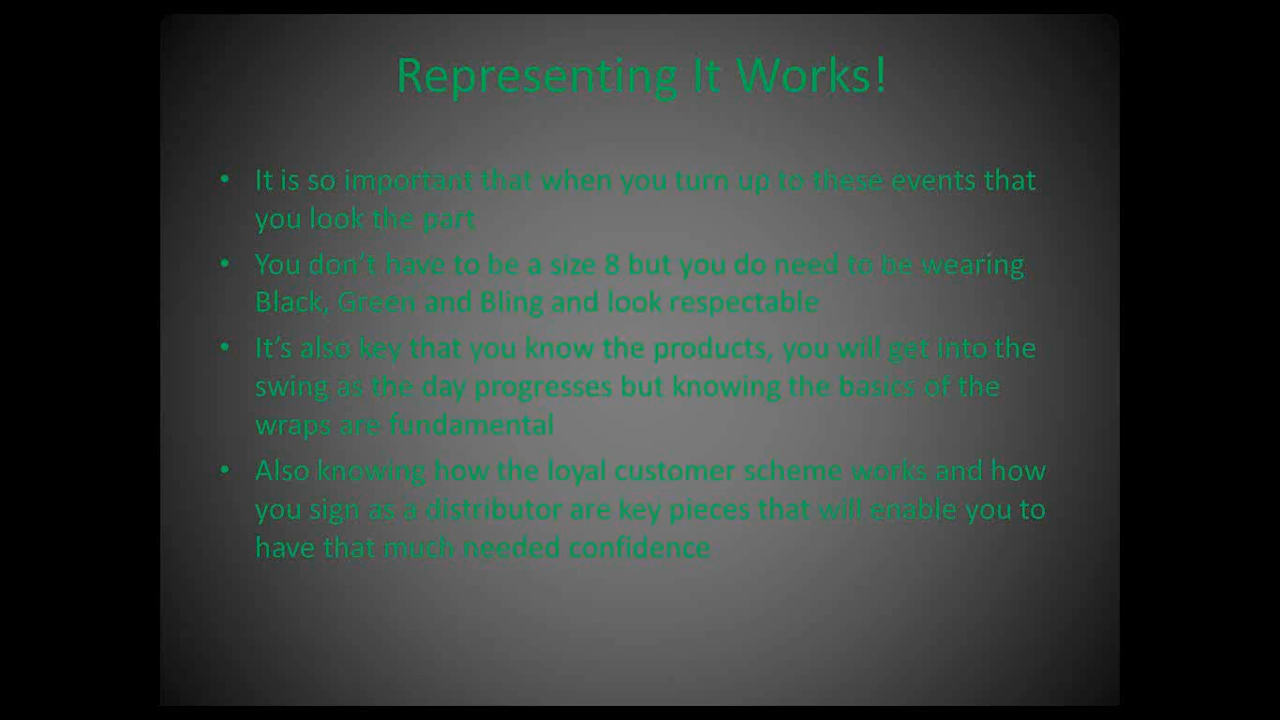 Representing It Works!
• It is so important that when you turn up to these events that
you look the part
• You don't have to be a size 8 but you do need to be wearing
Black, Green and Bling and look respectable
• It's also key that you know the products, you will get into the
swing as the day progresses but knowing the basics of the
wraps are fundamental
• Also knowing how the loyal customer scheme works and how
you sign as a distributor are key pieces that will enable you to
have that much needed confidence